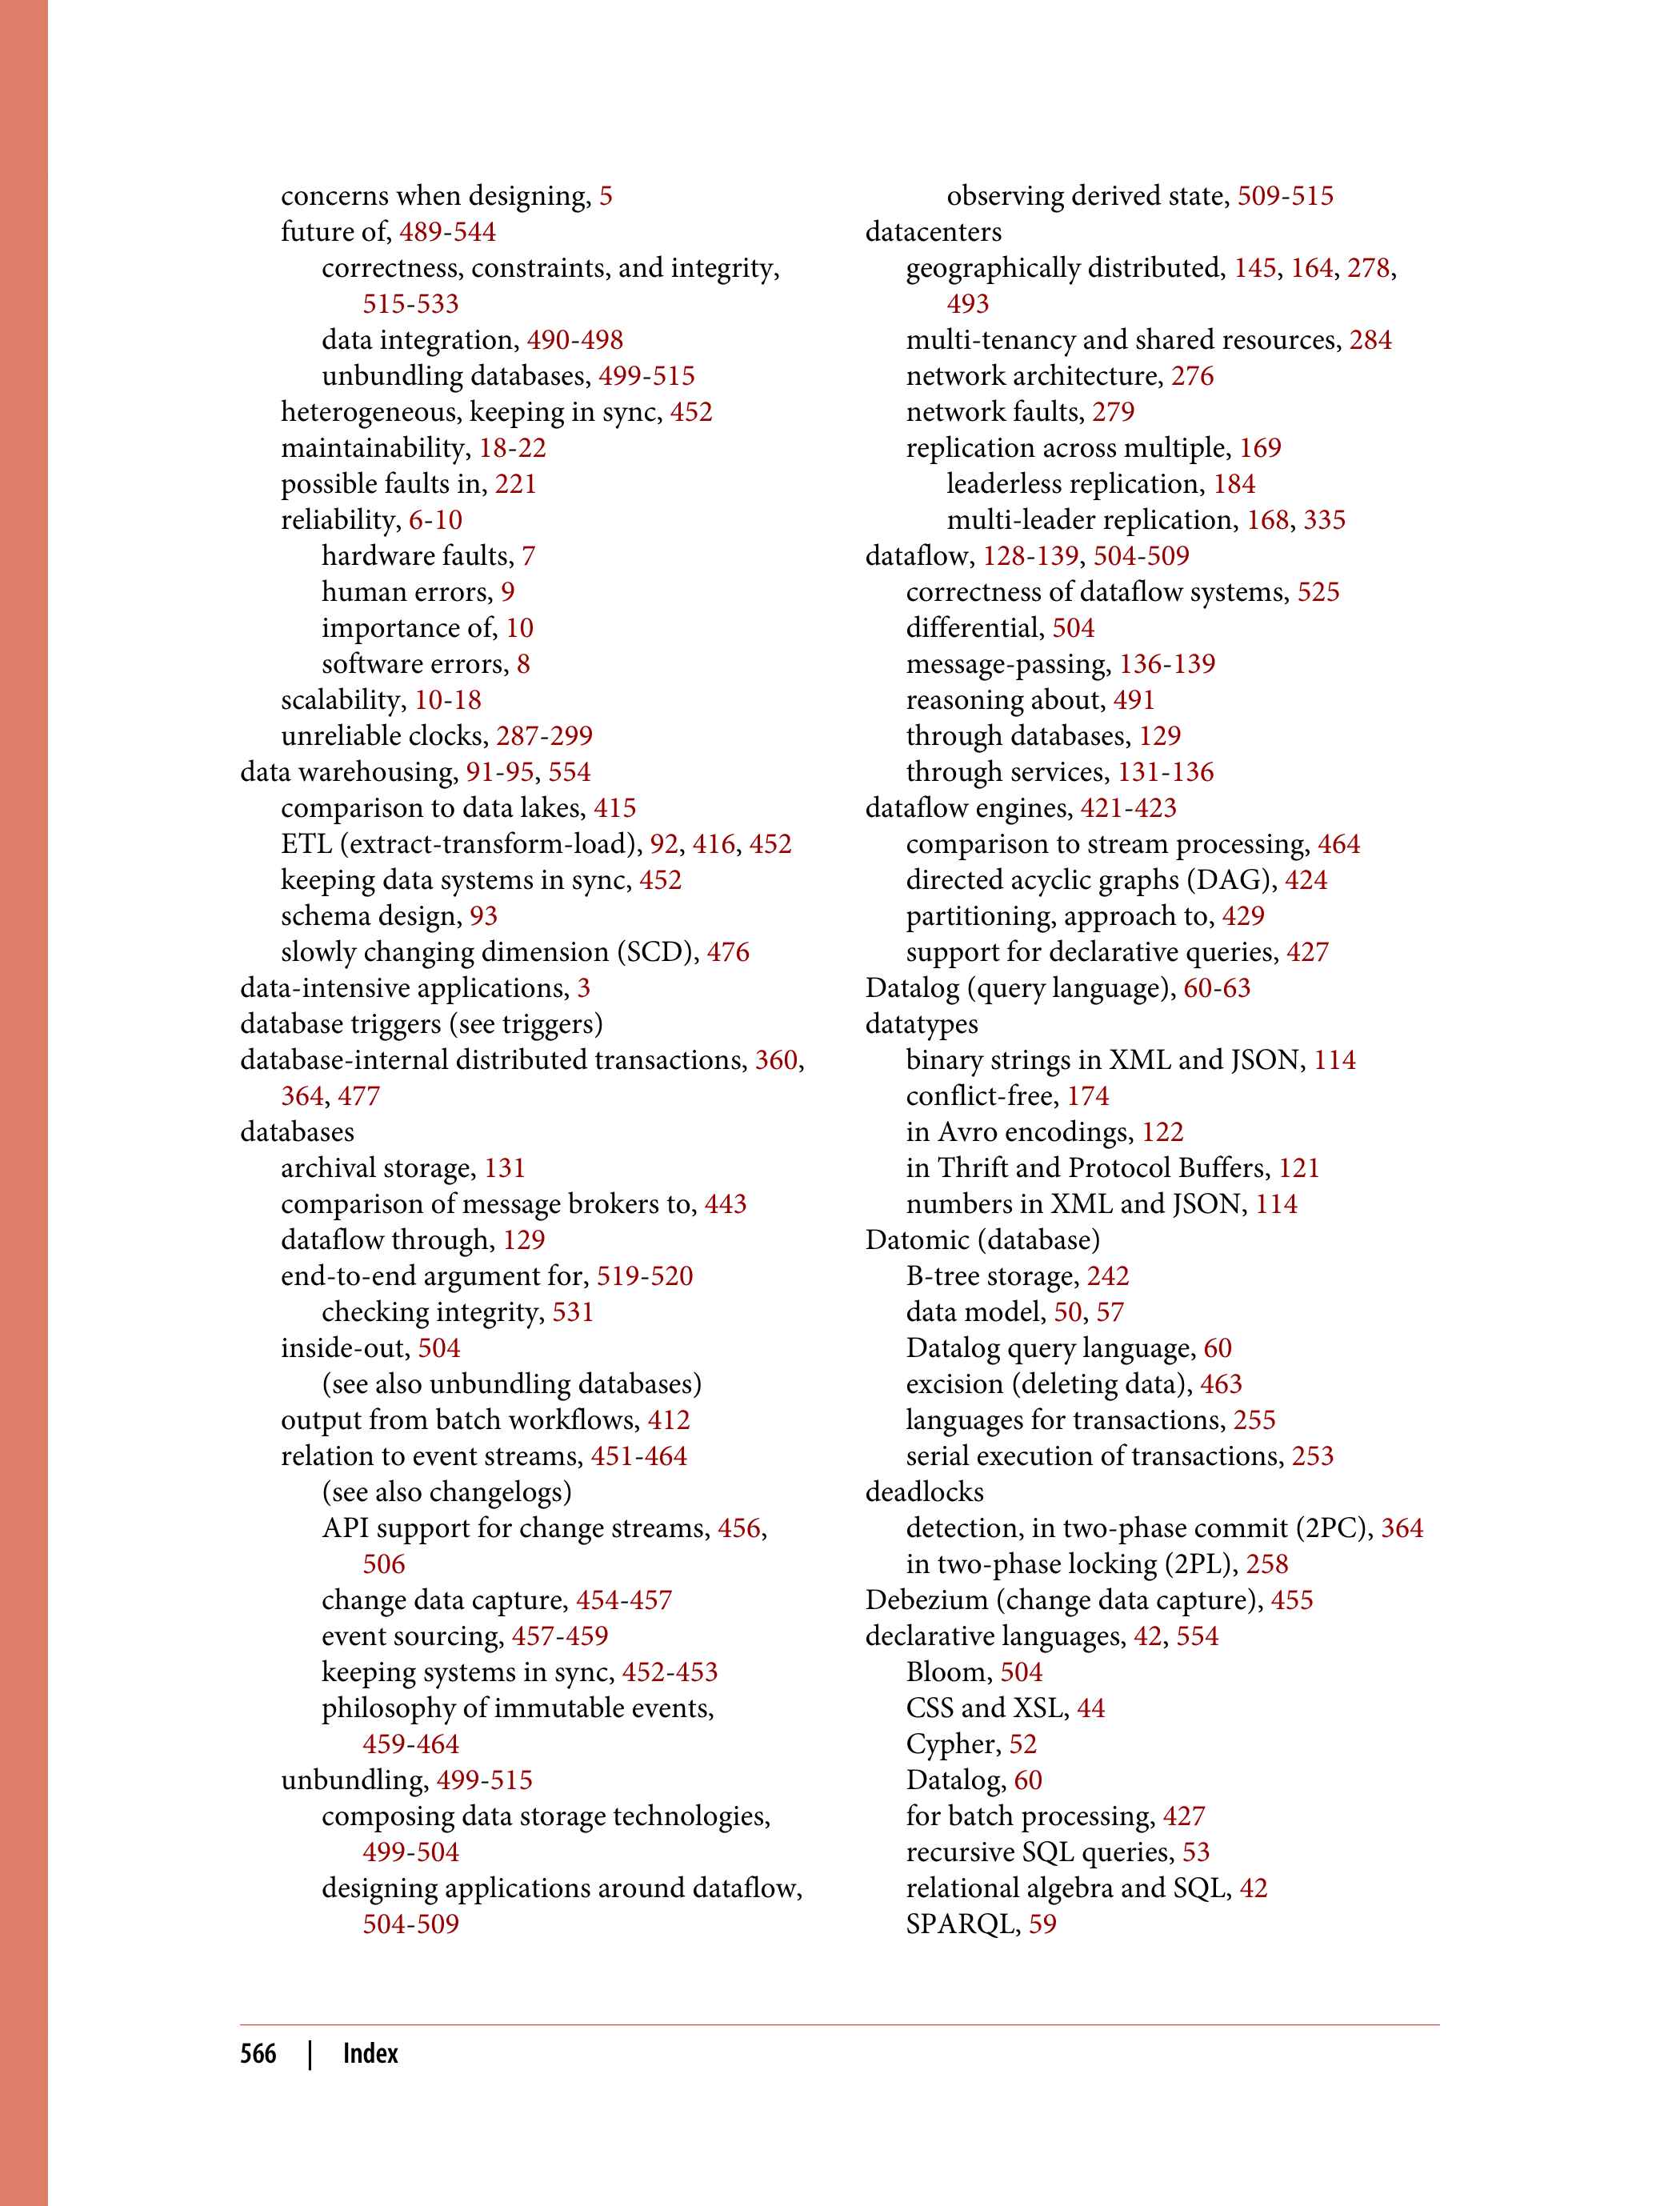 concerns when designing, 5
future of, 489-544
correctness, constraints, and integrity,
515-533
data integration, 490-498
unbundling databases, 499-515
heterogeneous, keeping in sync, 452
maintainability, 18-22
possible faults in, 221
reliability, 6-10
hardware faults, 7
human errors, 9
importance of, 10
software errors, 8
scalability, 10-18
unreliable clocks, 287-299
data warehousing, 91-95, 554
comparison to data lakes, 415
ETL (extract-transform-load), 92, 416, 452
keeping data systems in sync, 452
schema design, 93
slowly changing dimension (SCD), 476
data-intensive applications, 3
database triggers (see triggers)
database-internal distributed transactions, 360,
364, 477
databases
archival storage, 131
comparison of message brokers to, 443
dataflow through, 129
end-to-end argument for, 519-520
checking integrity, 531
inside-out, 504
(see also unbundling databases)
output from batch workflows, 412
relation to event streams, 451-464
(see also changelogs)
API support for change streams, 456,
506
change data capture, 454-457
event sourcing, 457-459
keeping systems in sync, 452-453
philosophy of immutable events,
459-464
unbundling, 499-515
composing data storage technologies,
499-504
designing applications around dataflow,
504-509
observing derived state, 509-515
datacenters
geographically distributed, 145, 164, 278,
493
multi-tenancy and shared resources, 284
network architecture, 276
network faults, 279
replication across multiple, 169
leaderless replication, 184
multi-leader replication, 168, 335
dataflow, 128-139, 504-509
correctness of dataflow systems, 525
differential, 504
message-passing, 136-139
reasoning about, 491
through databases, 129
through services, 131-136
dataflow engines, 421-423
comparison to stream processing, 464
directed acyclic graphs (DAG), 424
partitioning, approach to, 429
support for declarative queries, 427
Datalog (query language), 60-63
datatypes
binary strings in XML and JSON, 114
conflict-free, 174
in Avro encodings, 122
in Thrift and Protocol Buffers, 121
numbers in XML and JSON, 114
Datomic (database)
B-tree storage, 242
data model, 50, 57
Datalog query language, 60
excision (deleting data), 463
languages for transactions, 255
serial execution of transactions, 253
deadlocks
detection, in two-phase commit (2PC), 364
in two-phase locking (2PL), 258
Debezium (change data capture), 455
declarative languages, 42, 554
Bloom, 504
CSS and XSL, 44
Cypher, 52
Datalog, 60
for batch processing, 427
recursive SQL queries, 53
relational algebra and SQL, 42
SPARQL, 59
566 | Index